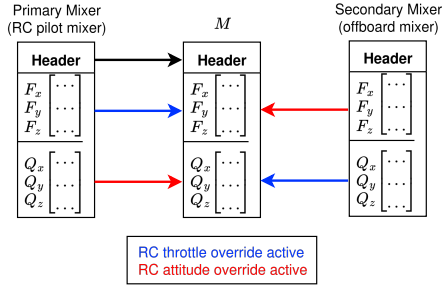 Primary Mixer
(RC pilot mixer)
M
Secondary Mixer
(offboard mixer)
Header
Header
Header
Fx [...]
Fy [...]
Fz [...]
Fx [...]
Fy [...]
Fz [...]
Fx [...]
Fy [...]
Fz [...]
Qx [...]
Qy [...]
Qz [...]
Qx [...]
Qy [...]
Qz [...]
Qx [...]
Qy [...]
Qz [...]
RC throttle override active
RC attitude override active